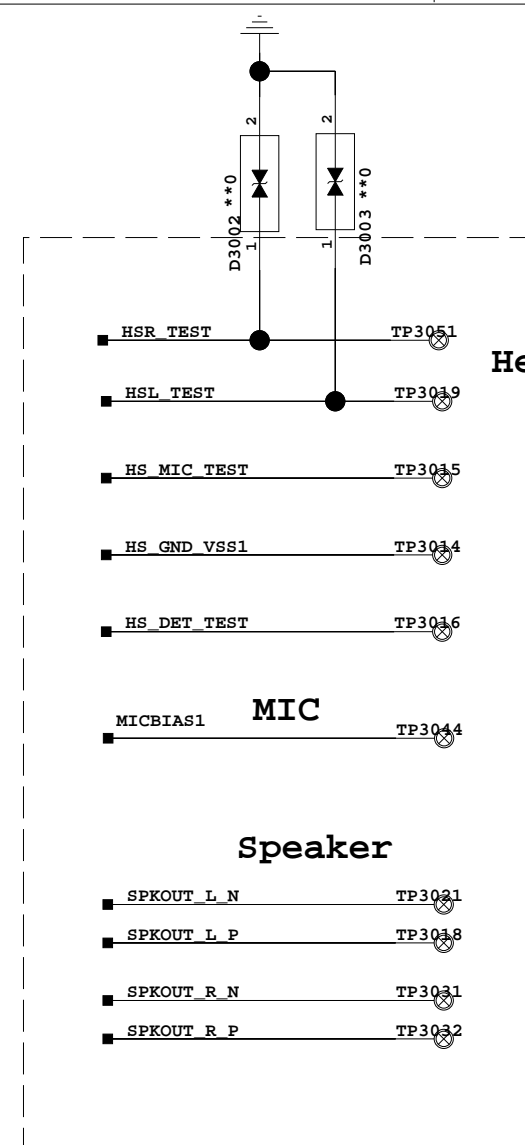 2
2
D3002 **0
1
1
D3003 **0
HSR_TEST TP3051
He
HSL_TEST TP3019
HS_MIC_TEST TP3015
HS_GND_VSS1 TP3014
HS_DET_TEST TP3016
MIC
MICBIAS1 TP3044
Speaker
SPKOUT_L_N TP3021
SPKOUT_L_P TP3018
SPKOUT_R_N TP3031
SPKOUT_R_P TP3032